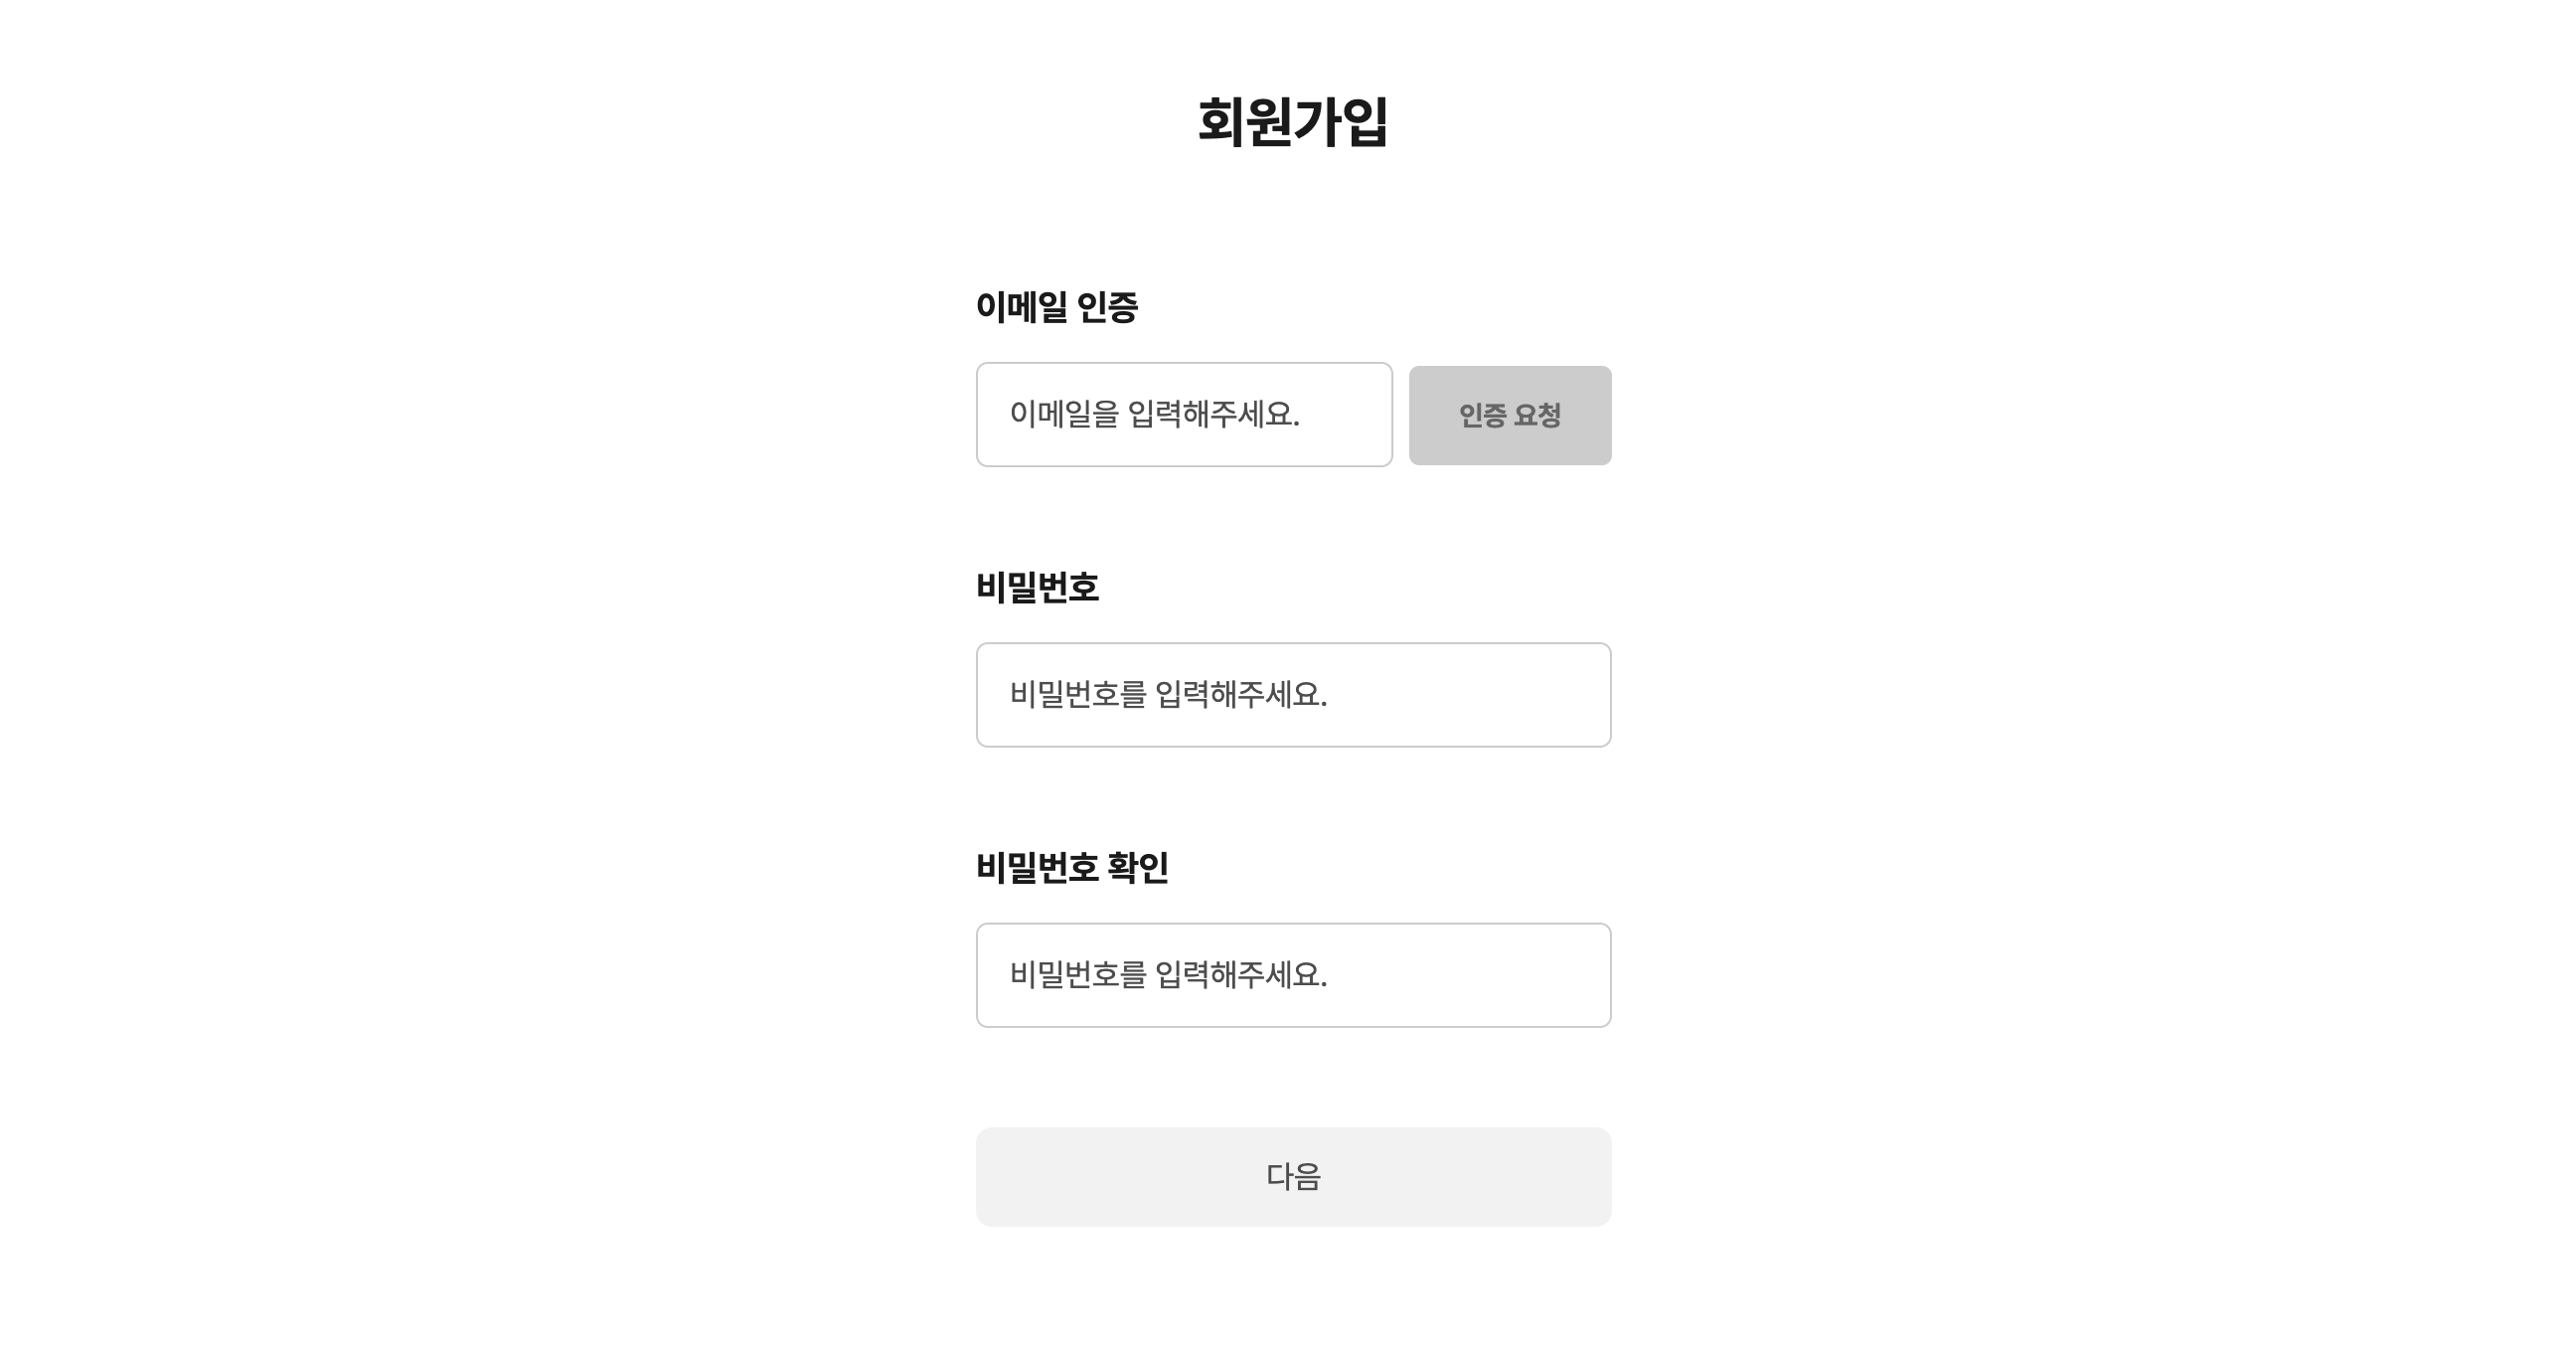 회원가입
이메일 인증
이메일을 입력해주세요.
인증 요청
비밀번호
비밀번호를 입력해주세요.
비밀번호 확인
비밀번호를 입력해주세요.
다음